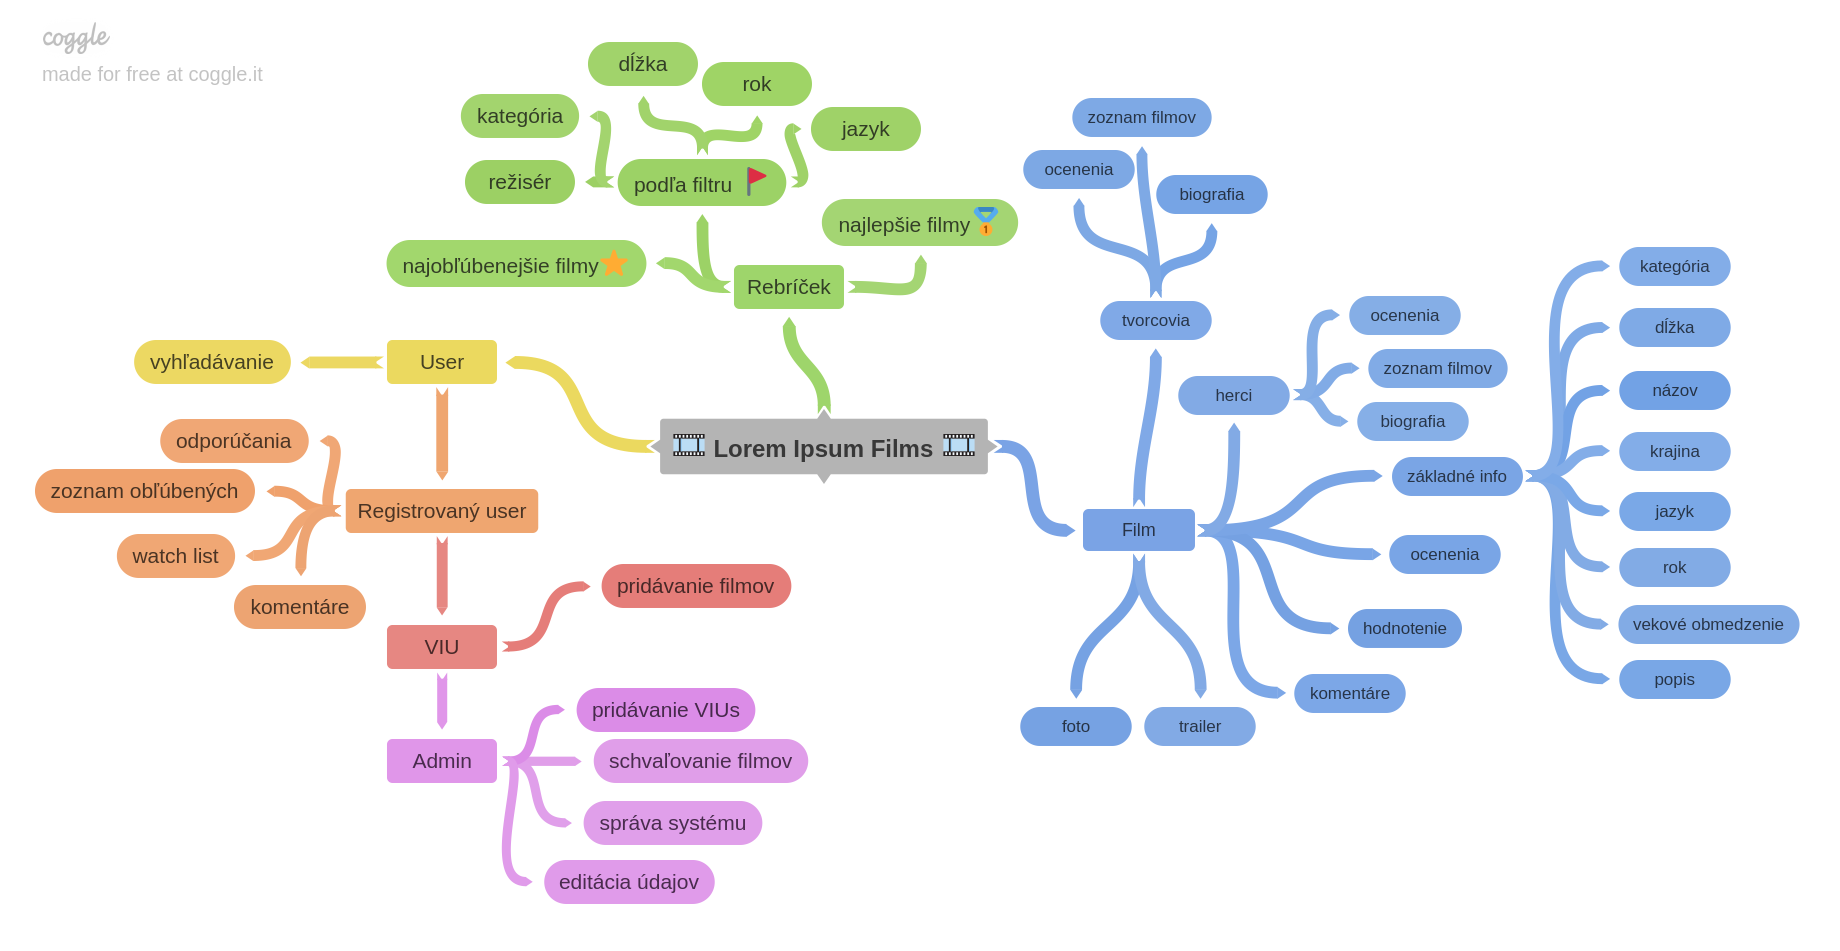 coggle
made for free at coggle.it
dĺžka
rok
kategória
jazyk
režisér
podľa filtru
najlepšie filmy
najobľúbenejšie filmy
Rebríček
vyhľadávanie
User
Lorem Ipsum Films
odporúčania
zoznam obľúbených
Registrovaný user
watch list
komentáre
VIU
pridávanie filmov
Admin
pridávanie VIUs
schvaľovanie filmov
správa systému
editácia údajov
zoznam filmov
ocenenia
biografia
tvorcovia
herci
ocenenia
zoznam filmov
biografia
Film
základné info
ocenenia
hodnotenie
komentáre
foto
trailer
kategória
dĺžka
názov
krajina
jazyk
rok
vekové obmedzenie
popis